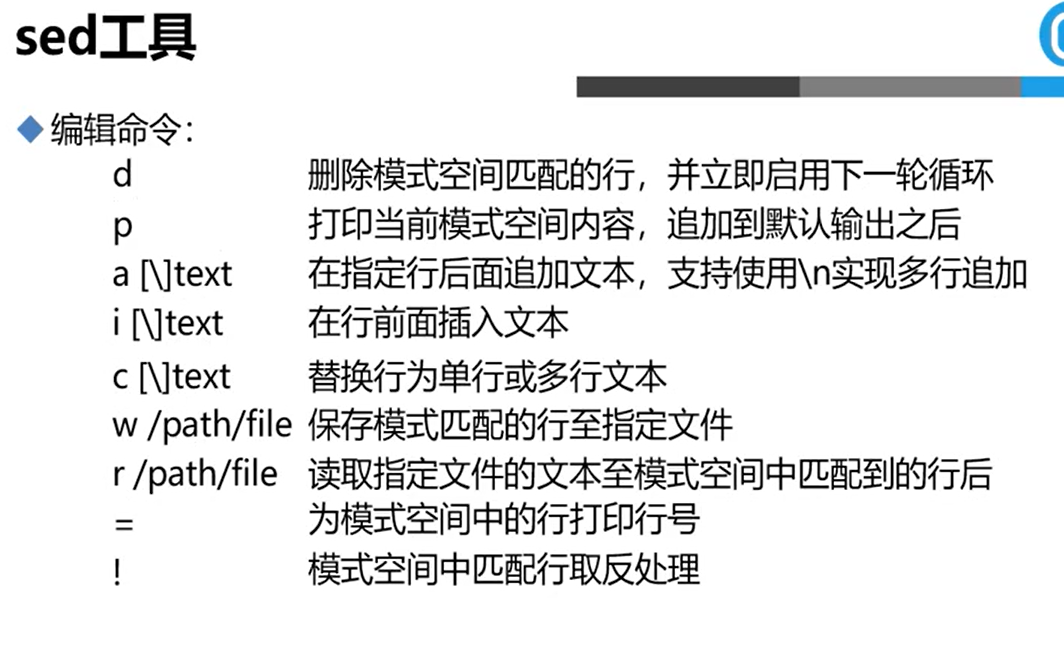 sed工具
编辑命令：
d 删除模式空间匹配的行，并立即启用下一轮循环
p 打印当前模式空间内容，追加到默认输出之后
a [\]text 在指定行后面追加文本，支持使用\n实现多行追加
i [\]text 在行前面插入文本
c [\]text 替换行为单行或多行文本
w /path/file 保存模式匹配的行至指定文件
r /path/file 读取指定文件的文本至模式空间中匹配到的行后
= 为模式空间中的行打印行号
! 模式空间中匹配行取反处理